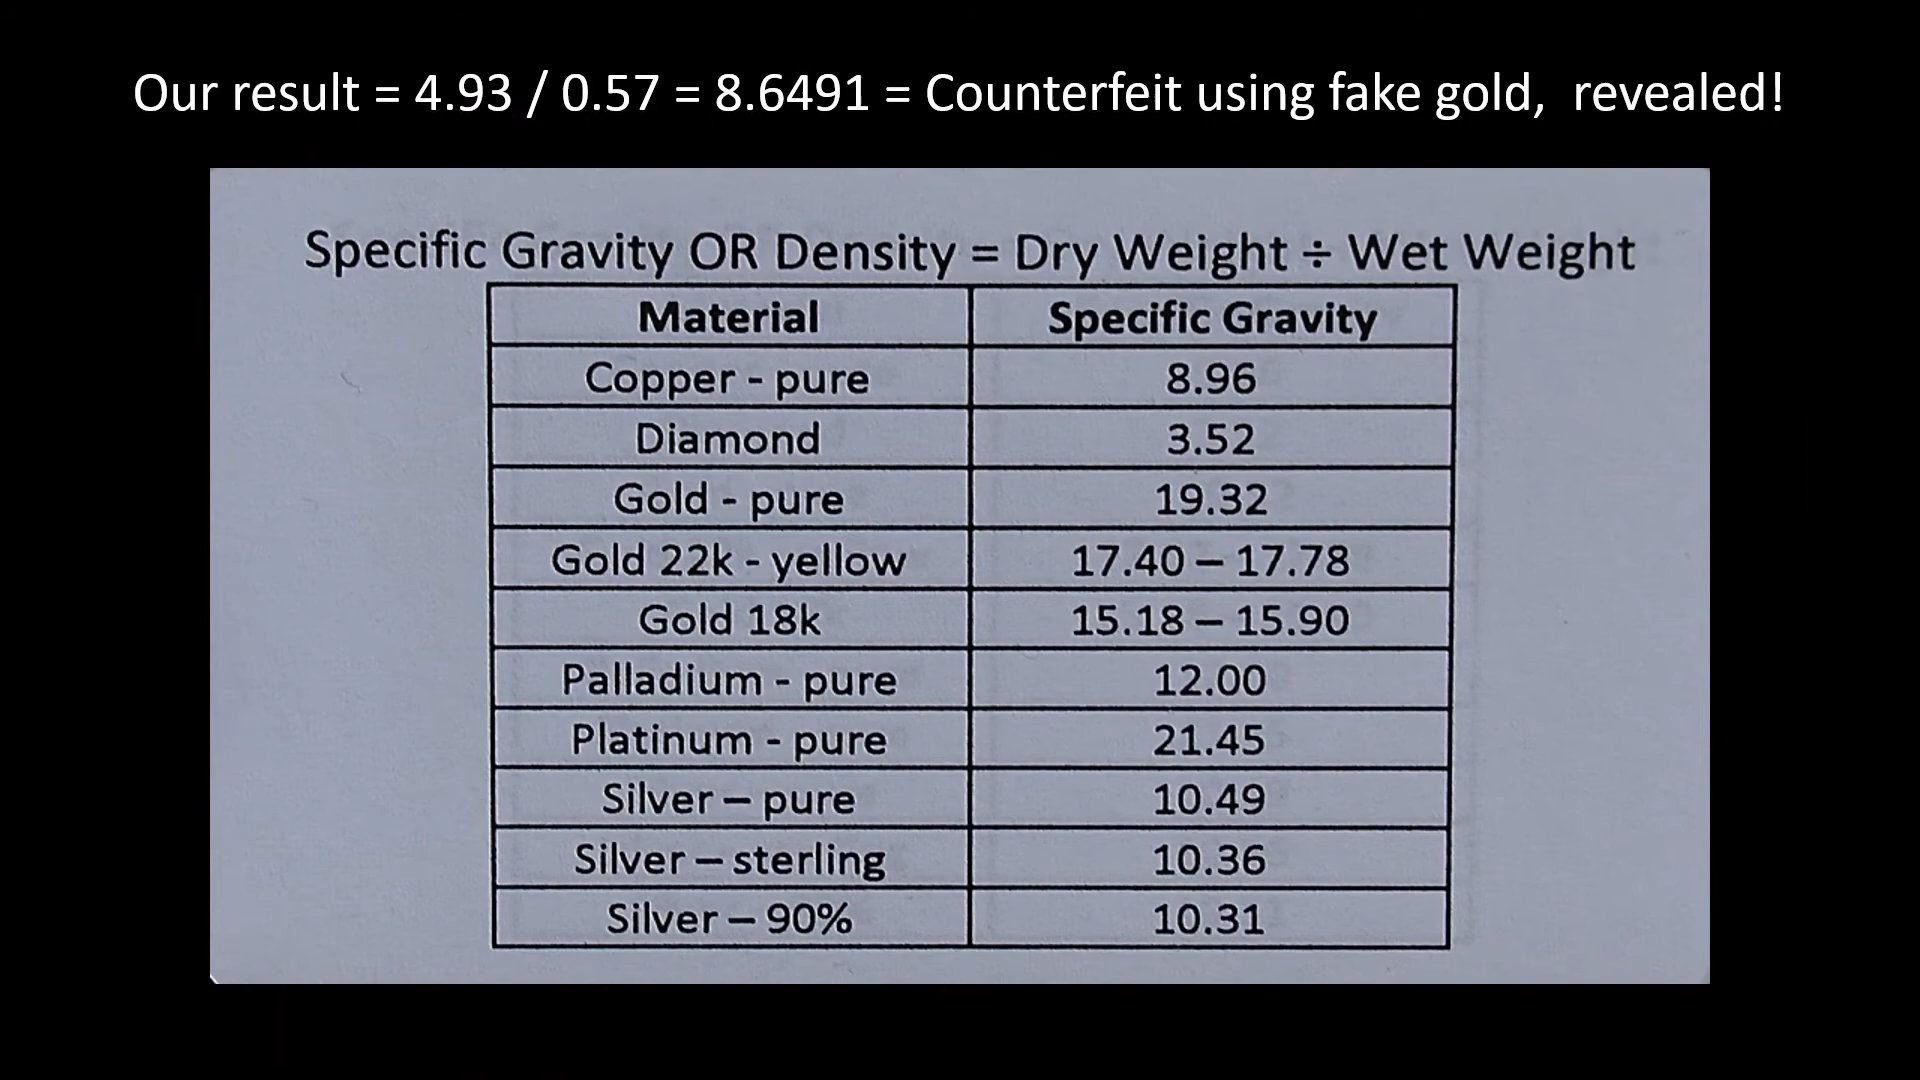 Our result = 4.93 / 0.57 = 8.6491 = Counterfeit using fake gold,  revealed!
Specific Gravity OR Density = Dry Weight ÷ Wet Weight
Material Specific Gravity
Copper - pure 8.96
Diamond 3.52
Gold - pure 19.32
Gold 22k - yellow 17.40 – 17.78
Gold 18k 15.18 – 15.90
Palladium - pure 12.00
Platinum - pure 21.45
Silver – pure 10.49
Silver – sterling 10.36
Silver – 90% 10.31